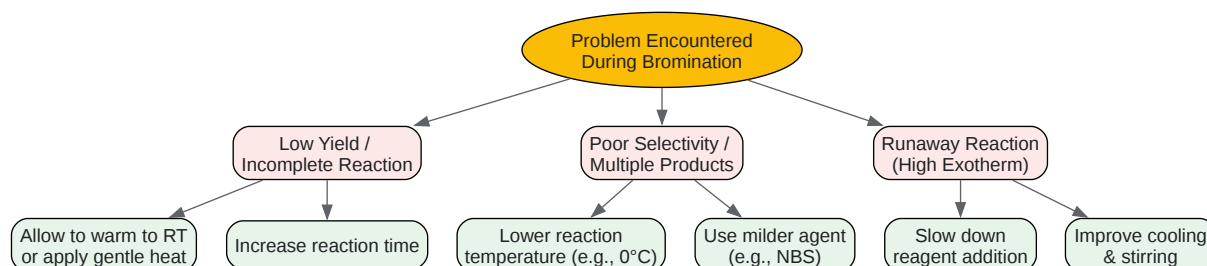 Problem Encountered
During Bromination
Low Yield /
Incomplete Reaction
Poor Selectivity /
Multiple Products
Runaway Reaction
(High Exotherm)
Allow to warm to RT
or apply gentle heat
Increase reaction time
Lower reaction
temperature (e.g., 0°C)
Use milder agent
(e.g., NBS)
Slow down
reagent addition
Improve cooling
& stirring